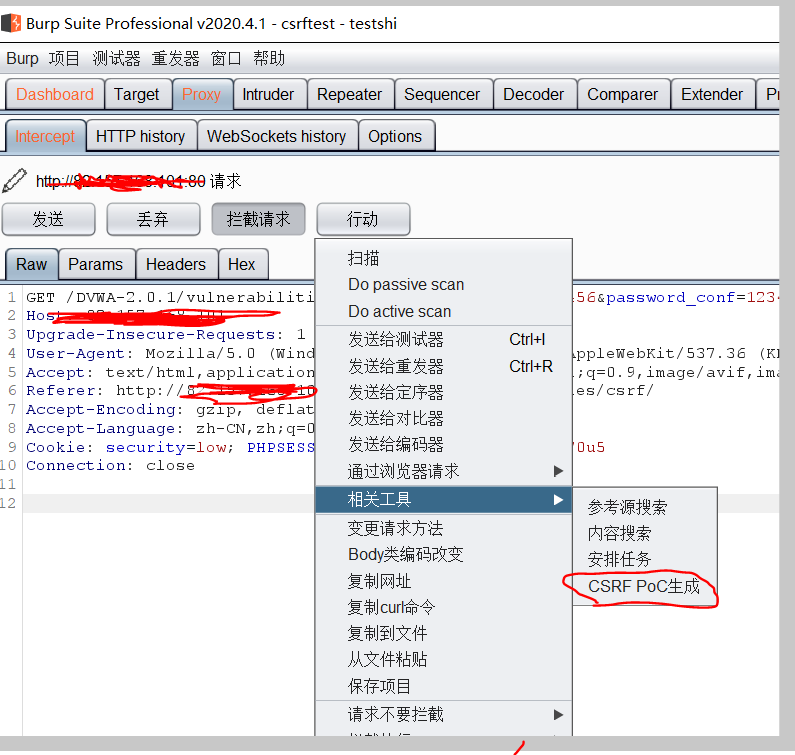 Burp Suite Professional v2020.4.1 - csrftest - testshi
Burp 项目 测试器 重发器 窗口 帮助
Dashboard Target Proxy Intruder Repeater Sequencer Decoder Comparer Extender
Intercept HTTP history WebSockets history Options
http:// :80 请求
发送 丢弃 拦截请求 行动
Raw Params Headers Hex
1 GET /DVWA-2.0.1/vulnerabiliti 56&password_conf=1234
2 Host
3 Upgrade-Insecure-Requests: 1
4 User-Agent: Mozilla/5.0 (Wind AppleWebKit/537.36 (KH
5 Accept: text/html,application ;q=0.9,image/avif,ima
6 Referer: http:// es/csrf/
7 Accept-Encoding: gzip, deflat
8 Accept-Language: zh-CN,zh;q=0
9 Cookie: security=low; PHPSESS 70u5
10 Connection: close
11
12
扫描
Do passive scan
Do active scan
发送给测试器 Ctrl+I
发送给重发器 Ctrl+R
发送给定序器
发送给对比器
发送给编码器
通过浏览器请求
相关工具
变更请求方法
Body类编码改变
复制网址
复制curl命令
复制到文件
从文件粘贴
保存项目
请求不要拦截
参考源搜索
内容搜索
安排任务
CSRF PoC生成